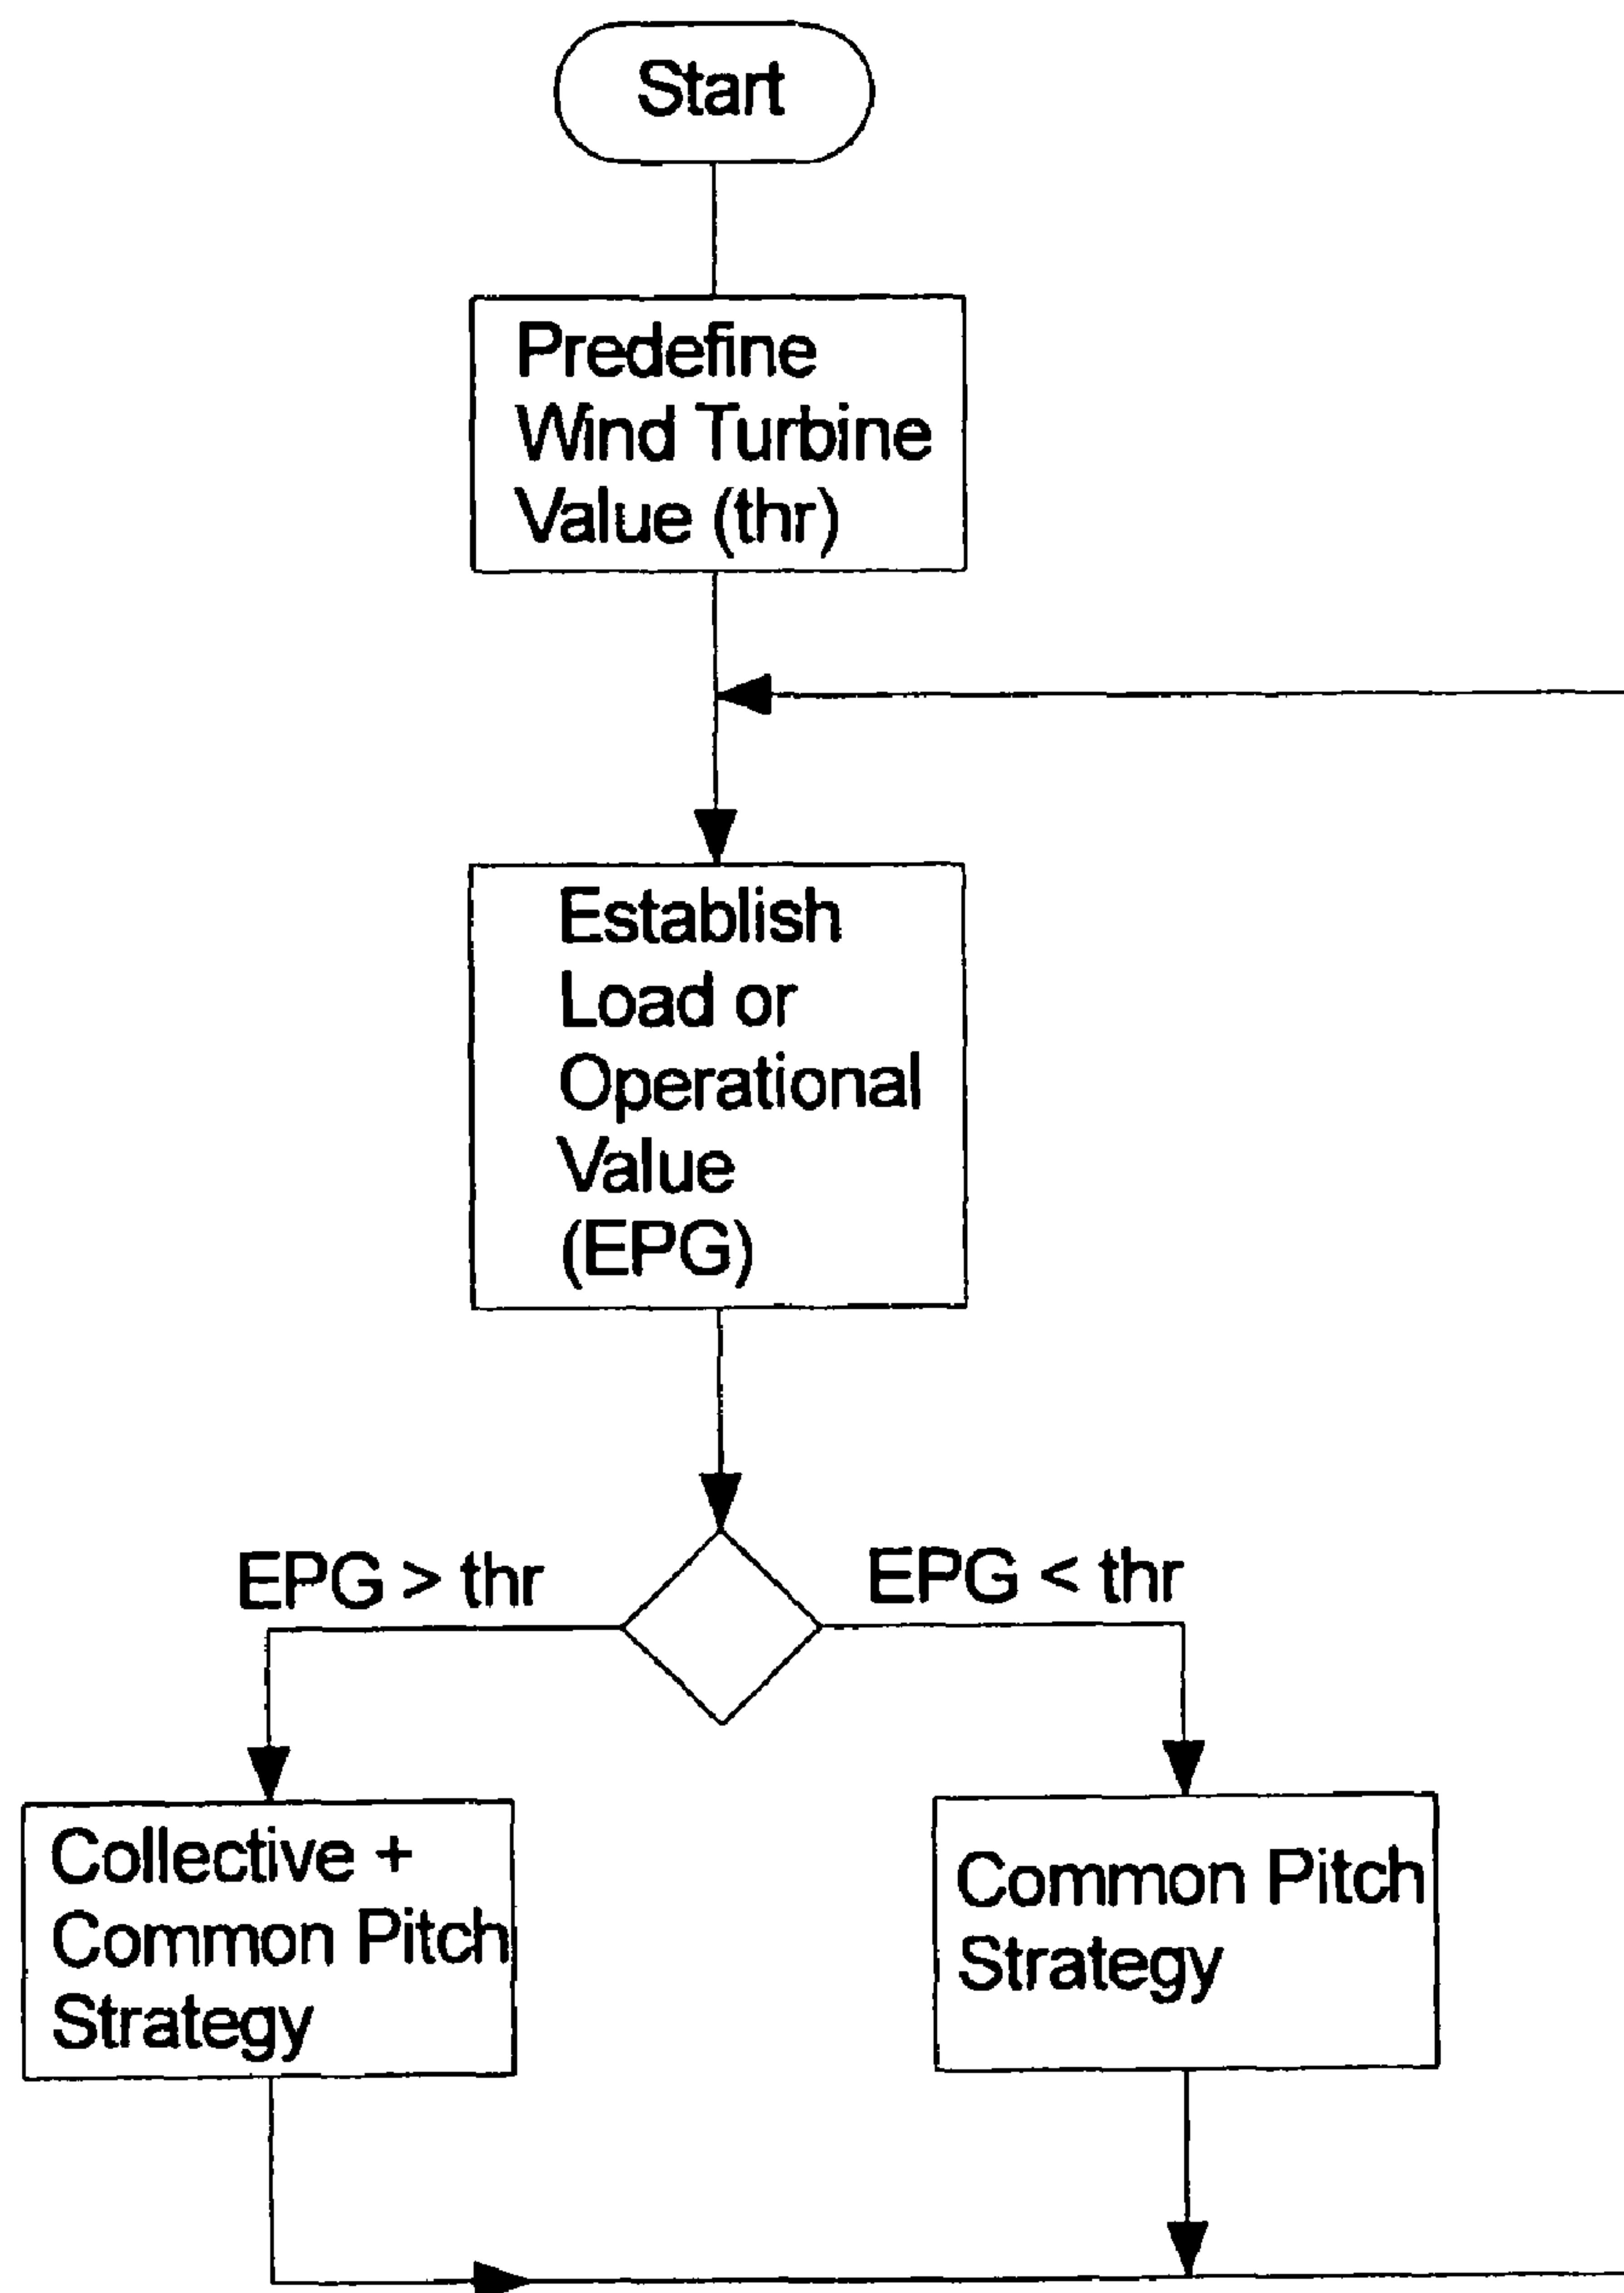 Start
Predefine
Wind Turbine
Value (thr)
Establish
Load or
Operational
Value
(EPG)
EPG > thr
EPG < thr
Collective +
Common Pitch
Strategy
Common Pitch
Strategy